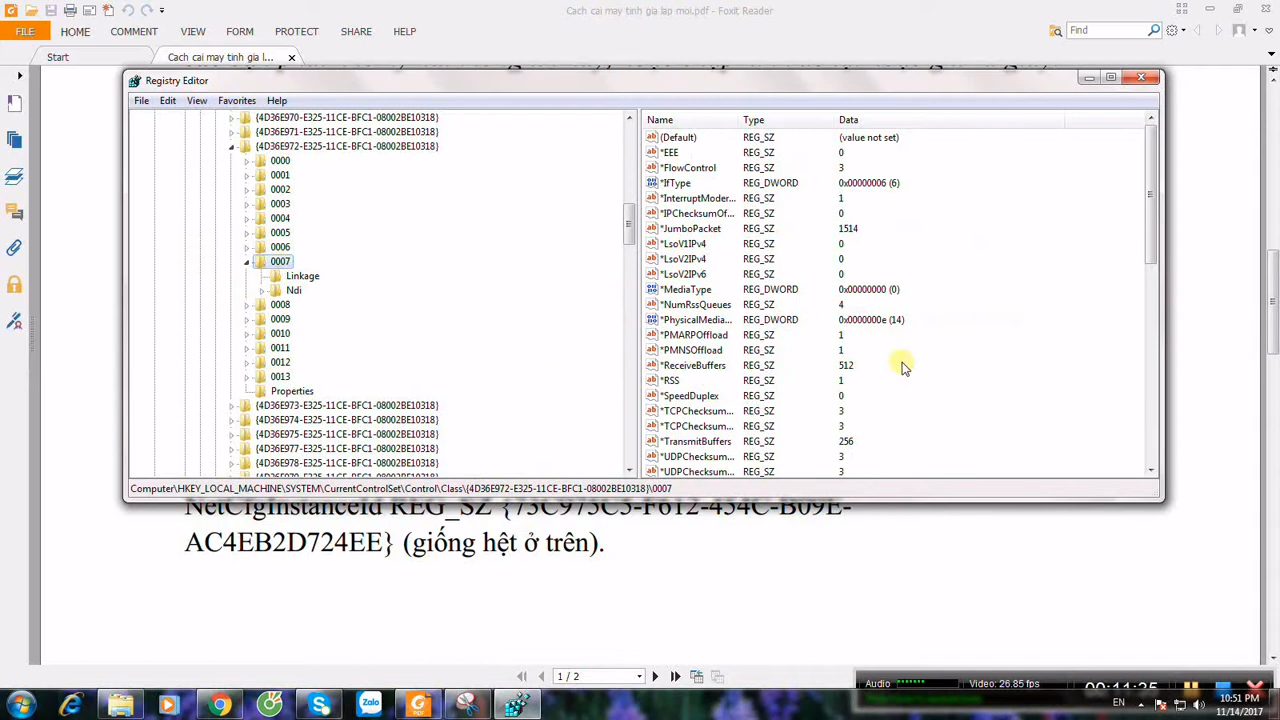 Cach cai may tinh gia lap moi.pdf - Foxit Reader
FILE HOME COMMENT VIEW FORM PROTECT SHARE HELP Find
Start Cach cai may tinh gia l...
Registry Editor
File Edit View Favorites Help
{4D36E970-E325-11CE-BFC1-08002BE10318}
{4D36E971-E325-11CE-BFC1-08002BE10318}
{4D36E972-E325-11CE-BFC1-08002BE10318}
0000
0001
0002
0003
0004
0005
0006
0007
Linkage
Ndi
0008
0009
0010
0011
0012
0013
Properties
{4D36E973-E325-11CE-BFC1-08002BE10318}
{4D36E974-E325-11CE-BFC1-08002BE10318}
{4D36E975-E325-11CE-BFC1-08002BE10318}
{4D36E977-E325-11CE-BFC1-08002BE10318}
{4D36E978-E325-11CE-BFC1-08002BE10318}
Name Type Data
(Default) REG_SZ (value not set)
*EEE REG_SZ 0
*FlowControl REG_SZ 3
*IfType REG_DWORD 0x00000006 (6)
*InterruptModer... REG_SZ 1
*IPChecksumOf... REG_SZ 0
*JumboPacket REG_SZ 1514
*LsoV1IPv4 REG_SZ 0
*LsoV2IPv4 REG_SZ 0
*LsoV2IPv6 REG_SZ 0
*MediaType REG_DWORD 0x00000000 (0)
*NumRssQueues REG_SZ 4
*PhysicalMedia... REG_DWORD 0x0000000e (14)
*PMARPOffload REG_SZ 1
*PMNSOffload REG_SZ 1
*ReceiveBuffers REG_SZ 512
*RSS REG_SZ 1
*SpeedDuplex REG_SZ 0
*TCPChecksum... REG_SZ 3
*TCPChecksum... REG_SZ 3
*TransmitBuffers REG_SZ 256
*UDPChecksum... REG_SZ 3
*UDPChecksum... REG_SZ 3
Computer\HKEY_LOCAL_MACHINE\SYSTEM\CurrentControlSet\Control\Class\{4D36E972-E325-11CE-BFC1-08002BE10318}\0007
NetCfgInstanceId REG_SZ {73C973C5-F612-454C-B09E-
AC4EB2D724EE} (giống hệt ở trên).
1 / 2
Audio Video: 26.85 fps 00:11:25
Zalo
EN 10:51 PM
11/14/2017